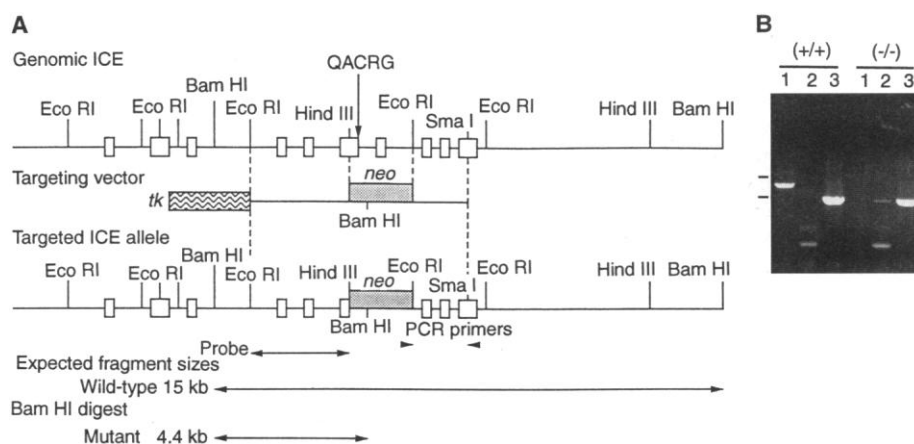 A
Genomic ICE
QACRG
Bam HI
Eco RI Eco RI Eco RI Hind III Eco RI Sma I Eco RI Hind III Bam HI
Targeting vector
tk
neo
Bam HI
Targeted ICE allele
Bam HI
Eco RI Eco RI Eco RI Hind III neo Eco RI Sma I Eco RI Hind III Bam HI
Bam HI
PCR primers
Probe
Expected fragment sizes
Wild-type 15 kb
Bam HI digest
Mutant 4.4 kb
B
(+/+) (-/-)
1 2 3 1 2 3